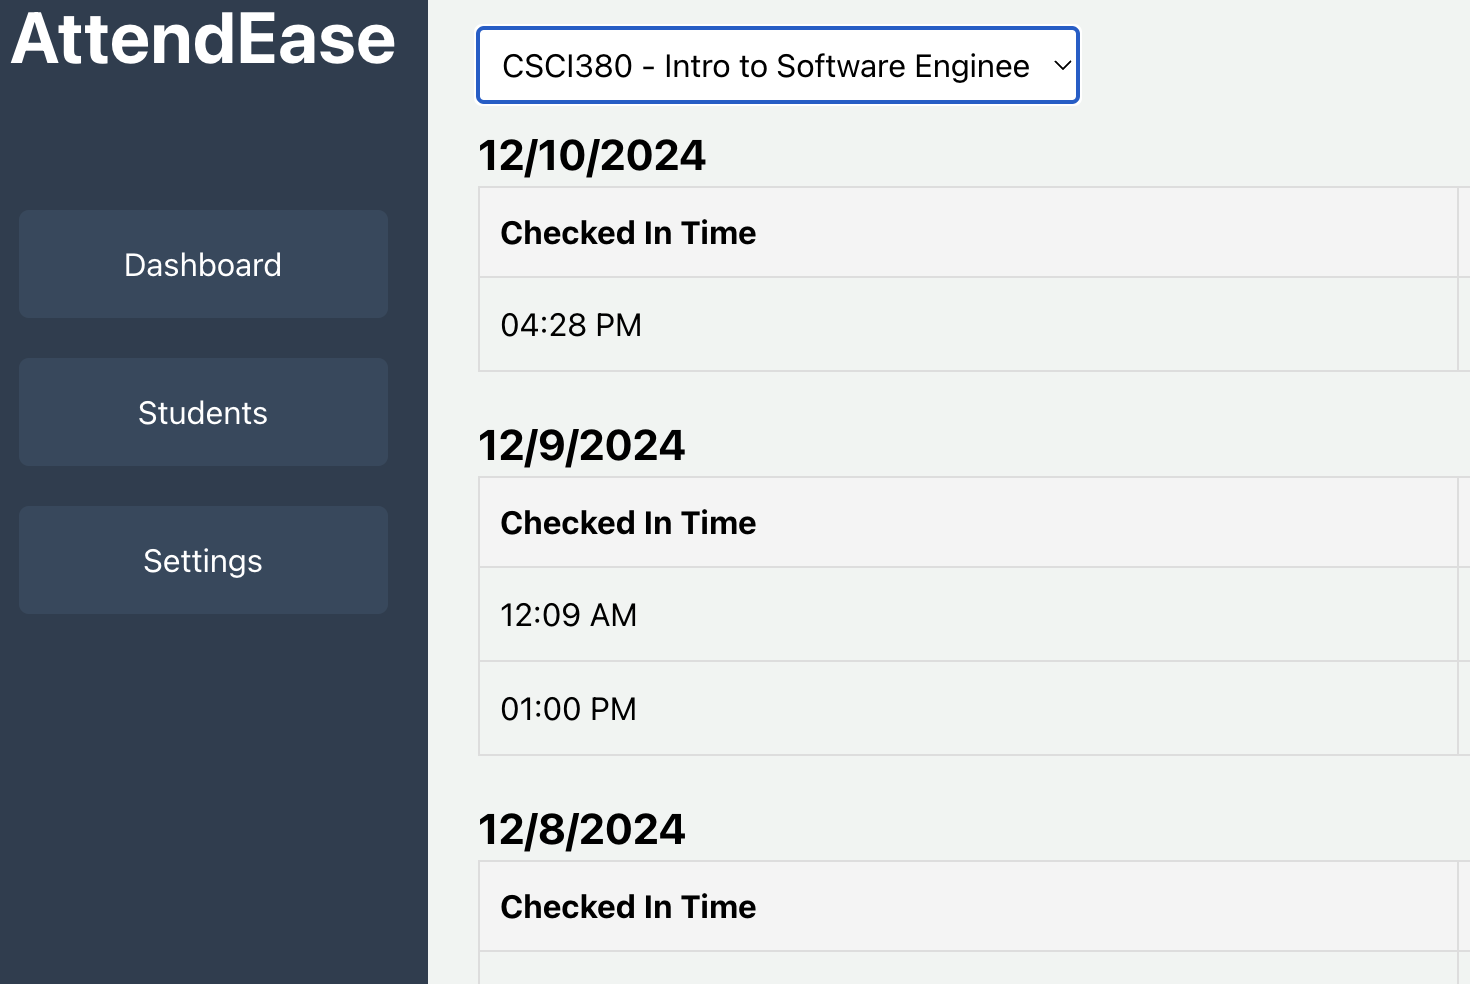 AttendEase
Dashboard
Students
Settings
CSCI380 - Intro to Software Enginee
12/10/2024
Checked In Time
04:28 PM
12/9/2024
Checked In Time
12:09 AM
01:00 PM
12/8/2024
Checked In Time